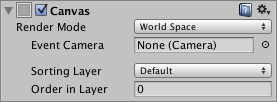 Canvas
Render Mode World Space
Event Camera None (Camera)
Sorting Layer Default
Order in Layer 0